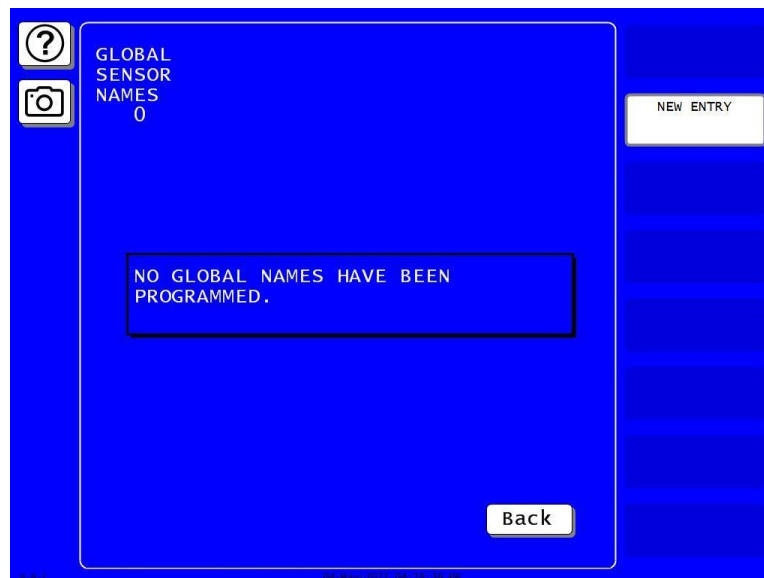 ?
GLOBAL
SENSOR
NAMES
0
NEW ENTRY
NO GLOBAL NAMES HAVE BEEN
PROGRAMMED.
Back